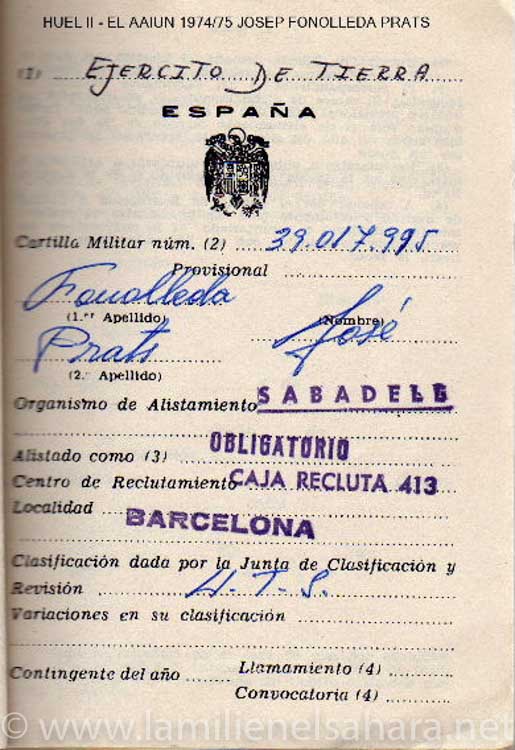 HUEL II - EL AAIUN 1974/75 JOSEP FONOLLEDA PRATS
(1) EJERCITO DE TIERRA
ESPAÑA
Cartilla Militar núm. (2) 39.017.995
Provisional
Fonolleda
(1.er Apellido)
José
(Nombre)
Prats
(2.º Apellido)
Organismo de Alistamiento SABADELL
Alistado como (3) OBLIGATORIO
Centro de Reclutamiento CAJA RECLUTA 413
Localidad BARCELONA
Clasificación dada por la Junta de Clasificación y
Revisión U.T.S.
Variaciones en su clasificación
Contingente del año Llamamiento (4)
Convocatoria (4)
© www.lamilienelsahara.net